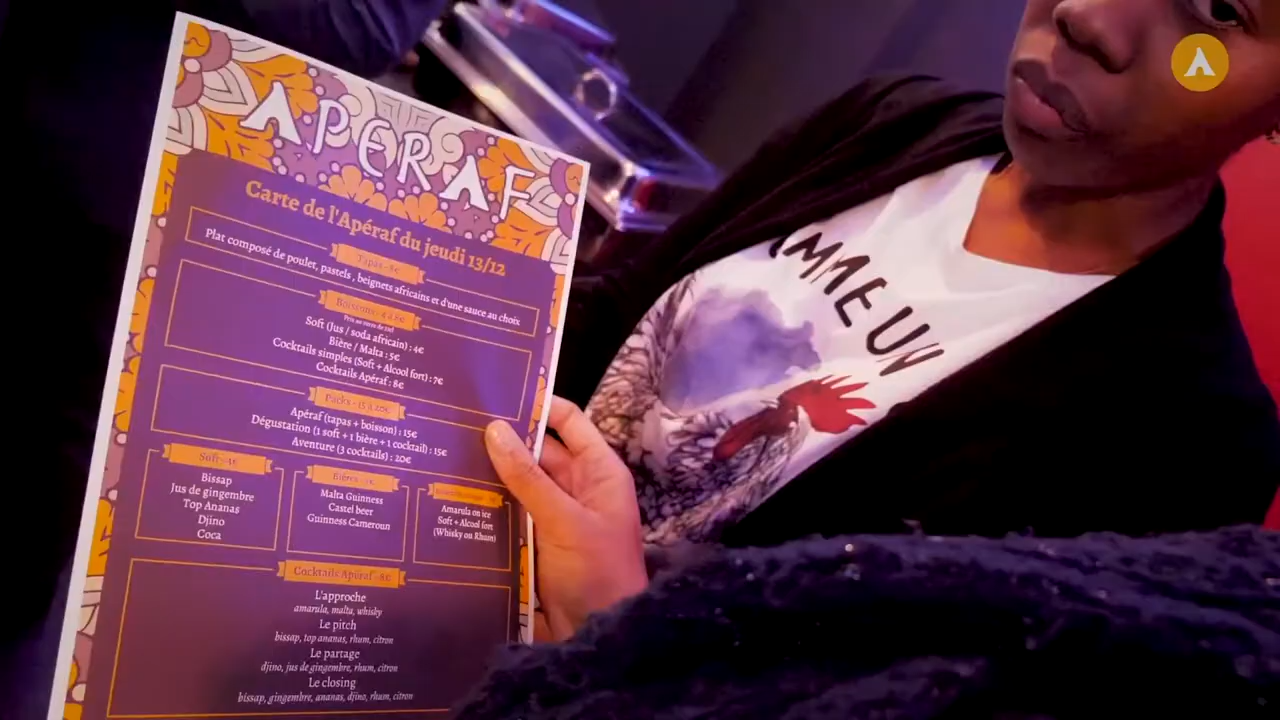 APERAF
Carte de l'Apéraf du jeudi 13/12
Tapas - 8€
Plat composé de poulet, pastels , beignets africains et d'une sauce au choix
Boissons - 4 à 8€
Soft (Jus / soda africain) : 4€
Bière / Malta : 5€
Cocktails simples (Soft + Alcool fort) : 7€
Cocktails Apéraf : 8€
Packs - 15 à 20€
Apéraf (tapas + boisson) : 15€
Dégustation (1 soft + 1 bière + 1 cocktail) : 15€
Aventure (3 cocktails) : 20€
Soft - 4€
Bissap
Jus de gingembre
Top Ananas
Djino
Coca
Bières - 5€
Malta Guinness
Castel beer
Guinness Cameroun
Amarula on ice
Soft + Alcool fort
(Whisky ou Rhum)
Cocktails Apéraf - 8€
L'approche
amarula, malta, whisky
Le pitch
bissap, top ananas, rhum, citron
Le partage
djino, jus de gingembre, rhum, citron
Le closing
bissap, gingembre, ananas, djino, rhum, citron
MME UN